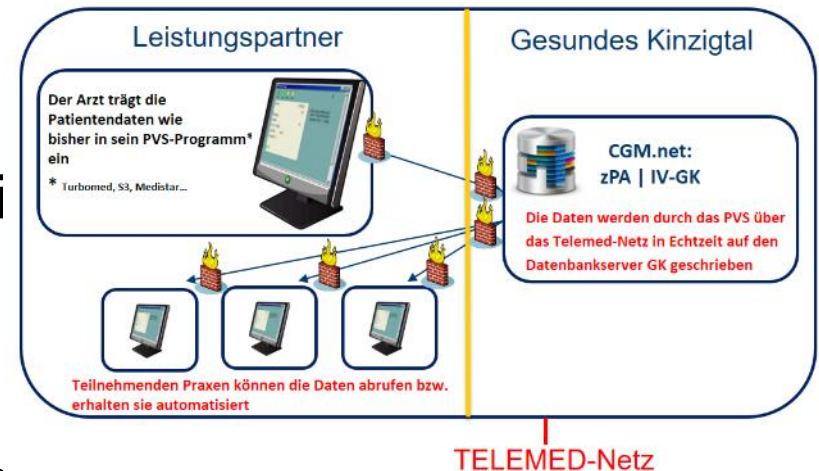 Leistungspartner
Gesundes Kinzigtal
Der Arzt trägt die
Patientendaten wie
bisher in sein PVS-Programm*
ein
* Turbomed, S3, Medistar...
CGM.net:
zPA | IV-GK
Die Daten werden durch das PVS über
das Telemed-Netz in Echtzeit auf den
Datenbankserver GK geschrieben
Teilnehmenden Praxen können die Daten abrufen bzw.
erhalten sie automatisiert
TELEMED-Netz